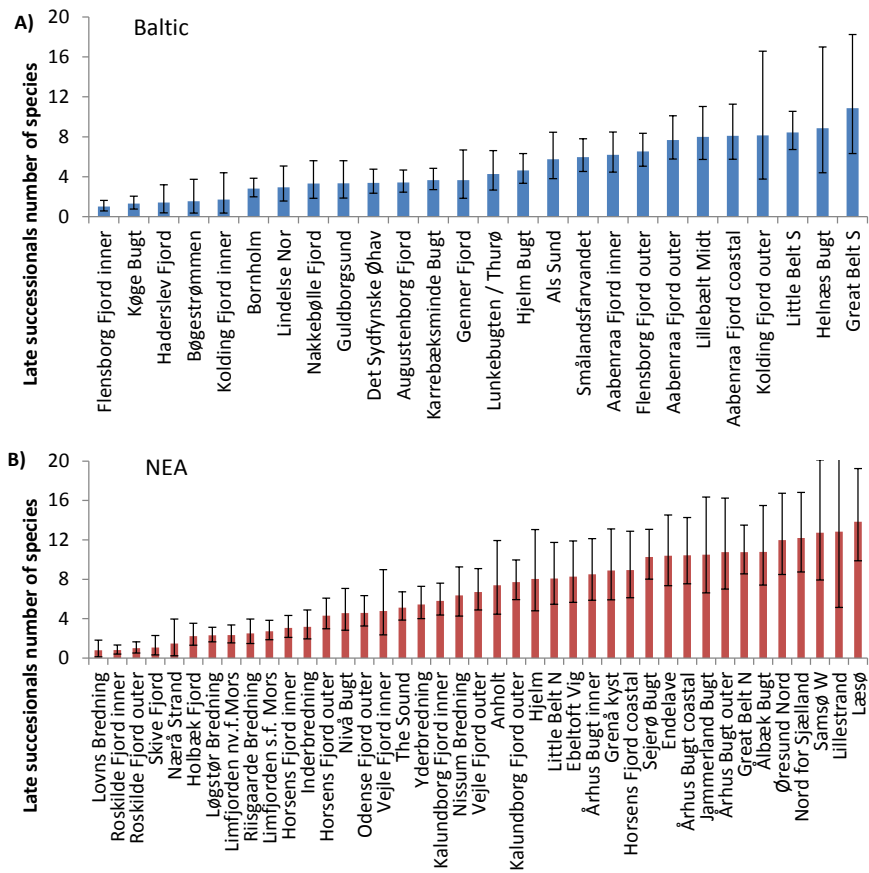 A)
Baltic
Late successionals number of species
20
16
12
8
4
0
Flensborg Fjord inner
Køge Bugt
Haderslev Fjord
Bøgestrømmen
Kolding Fjord inner
Bornholm
Lindelse Nor
Nakkebølle Fjord
Guldborgsund
Det Sydfynske Øhav
Augustenborg Fjord
Karrebæksminde Bugt
Genner Fjord
Lunkebugten / Thurø
Hjelm Bugt
Als Sund
Smålandsfarvandet
Aabenraa Fjord inner
Flensborg Fjord outer
Aabenraa Fjord outer
Lillebælt Midt
Aabenraa Fjord coastal
Kolding Fjord outer
Little Belt S
Helnæs Bugt
Great Belt S
B)
NEA
Late succesionals number of species
20
16
12
8
4
0
Lovns Bredning
Roskilde Fjord inner
Roskilde Fjord outer
Skive Fjord
Nærå Strand
Holbæk Fjord
Løgstør Bredning
Limfjorden nv.f.Mors
Riisgaarde Bredning
Limfjorden s.f. Mors
Horsens Fjord inner
Inderbredning
Horsens Fjord outer
Nivå Bugt
Odense Fjord outer
Vejle Fjord inner
The Sound
Yderbredning
Kalundborg Fjord inner
Nissum Bredning
Vejle Fjord outer
Anholt
Kalundborg Fjord outer
Hjelm
Little Belt N
Ebeltoft Vig
Århus Bugt inner
Grenå kyst
Horsens Fjord coastal
Sejerø Bugt
Endelave
Århus Bugt coastal
Jammerland Bugt
Århus Bugt outer
Great Belt N
Ålbæk Bugt
Øresund Nord
Nord for Sjælland
Samsø W
Lillestrand
Læsø